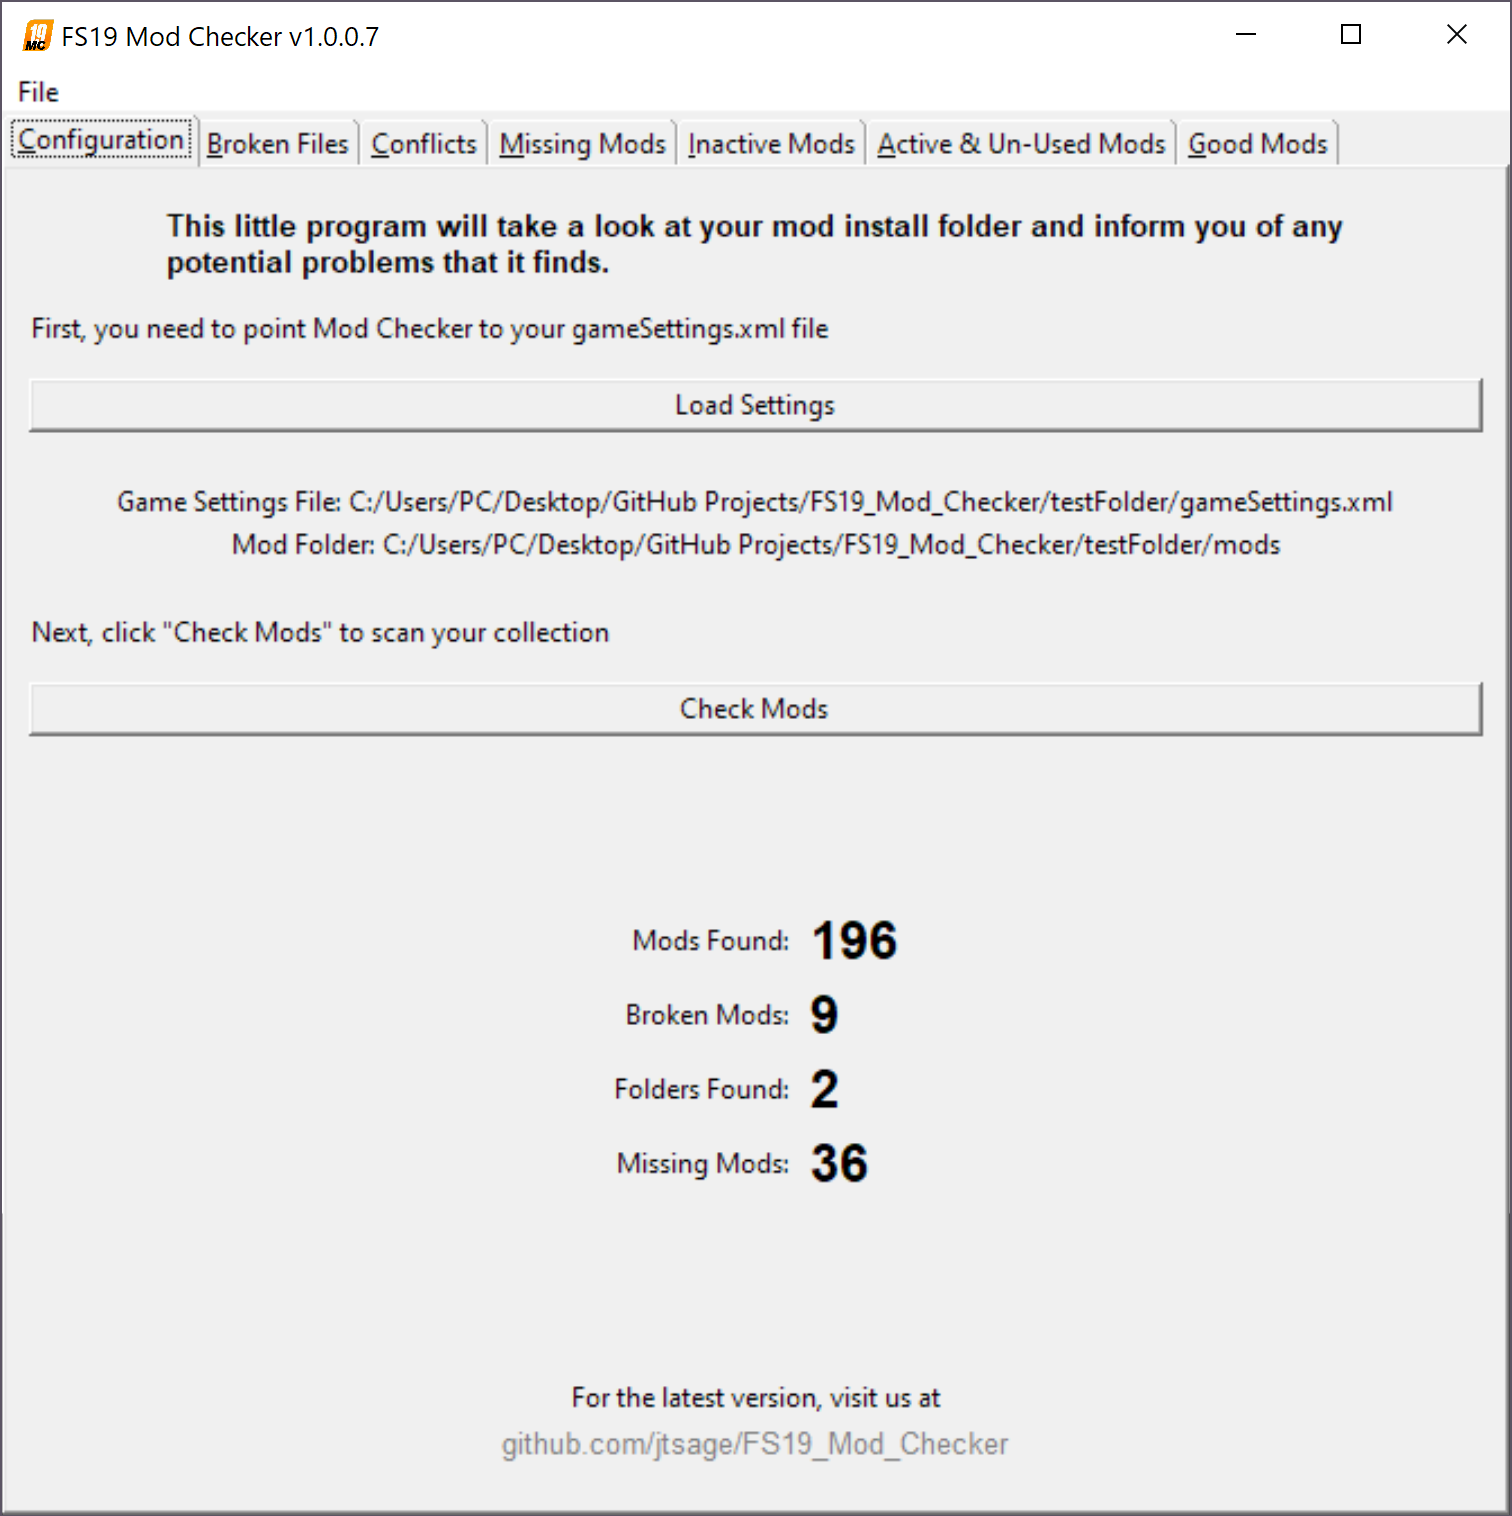 19
MC
FS19 Mod Checker v1.0.0.7
File
Configuration
Broken Files
Conflicts
Missing Mods
Inactive Mods
Active & Un-Used Mods
Good Mods
This little program will take a look at your mod install folder and inform you of any
potential problems that it finds.
First, you need to point Mod Checker to your gameSettings.xml file
Load Settings
Game Settings File: C:/Users/PC/Desktop/GitHub Projects/FS19_Mod_Checker/testFolder/gameSettings.xml
Mod Folder: C:/Users/PC/Desktop/GitHub Projects/FS19_Mod_Checker/testFolder/mods
Next, click "Check Mods" to scan your collection
Check Mods
Mods Found: 196
Broken Mods: 9
Folders Found: 2
Missing Mods: 36
For the latest version, visit us at
github.com/jtsage/FS19_Mod_Checker